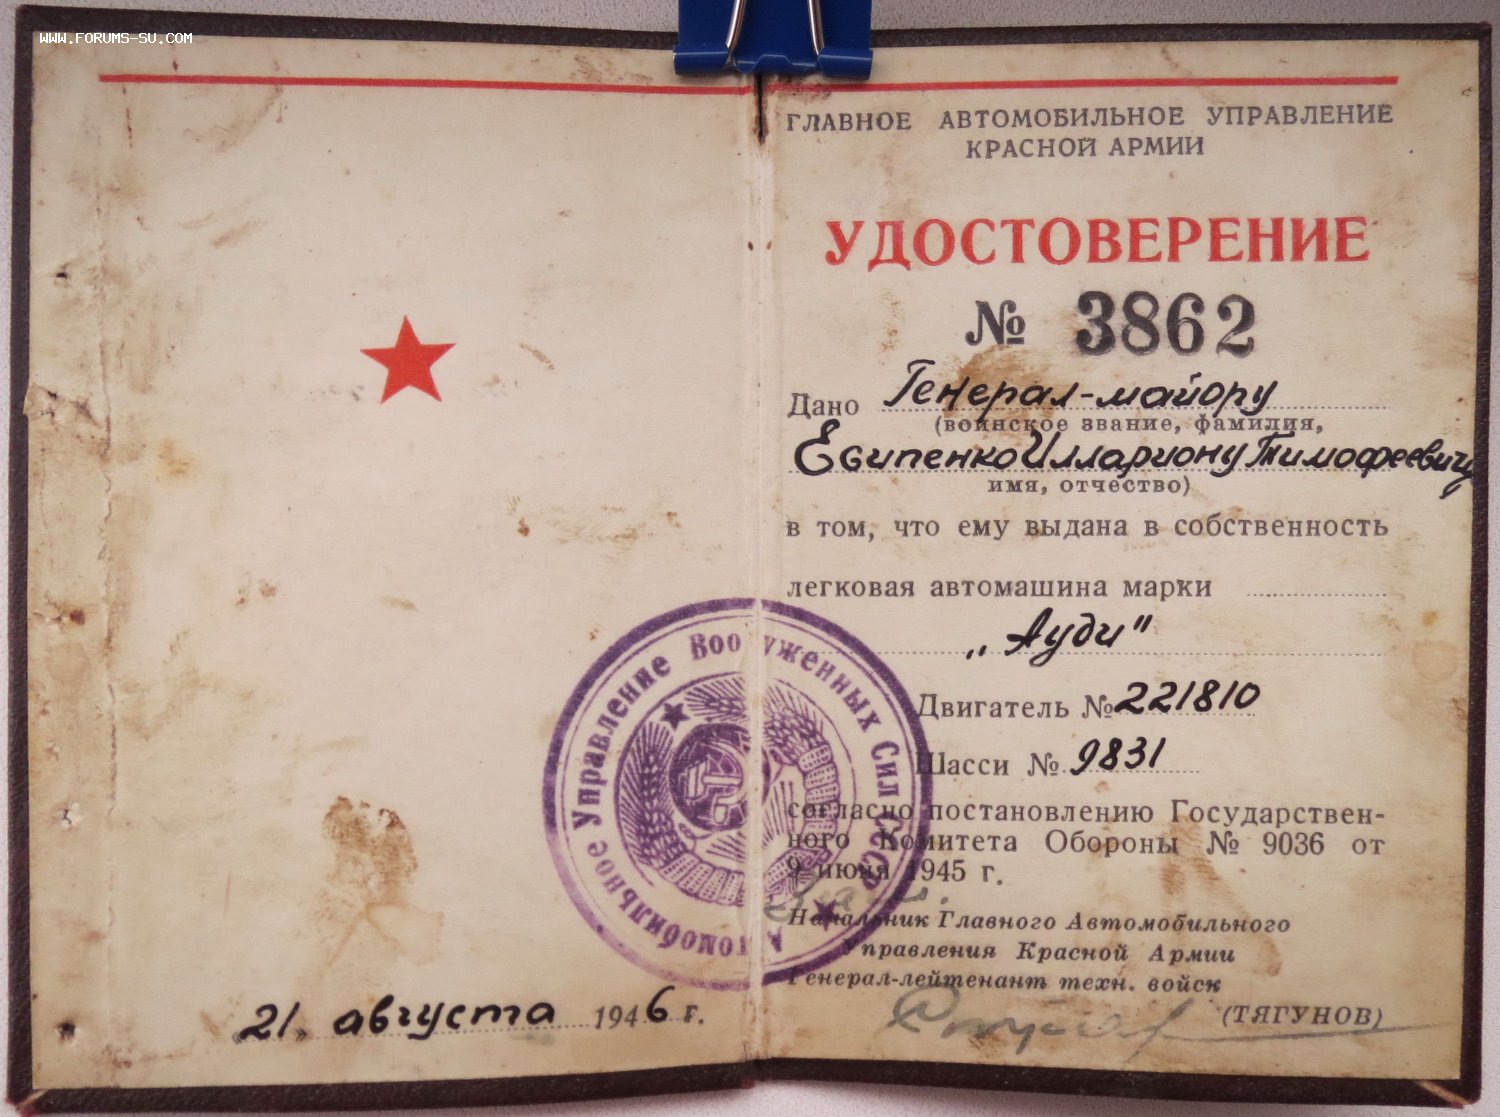 www.forums-su.com
21. августа 1946 г.
Автомобильное Управление Вооруженных Сил СССР
ГЛАВНОЕ АВТОМОБИЛЬНОЕ УПРАВЛЕНИЕ
КРАСНОЙ АРМИИ
УДОСТОВЕРЕНИЕ
№ 3862
Дано Генерал-майору
(воинское звание, фамилия,
Есипенко Иллариону Тимофеевичу
имя, отчество)
в том, что ему выдана в собственность
легковая автомашина марки
„Ауди"
Двигатель № 221810
Шасси № 9831
согласно постановлению Государствен-
ного Комитета Обороны № 9036 от
9 июня 1945 г.
Начальник Главного Автомобильного
Управления Красной Армии
Генерал-лейтенант техн. войск
(ТЯГУНОВ)